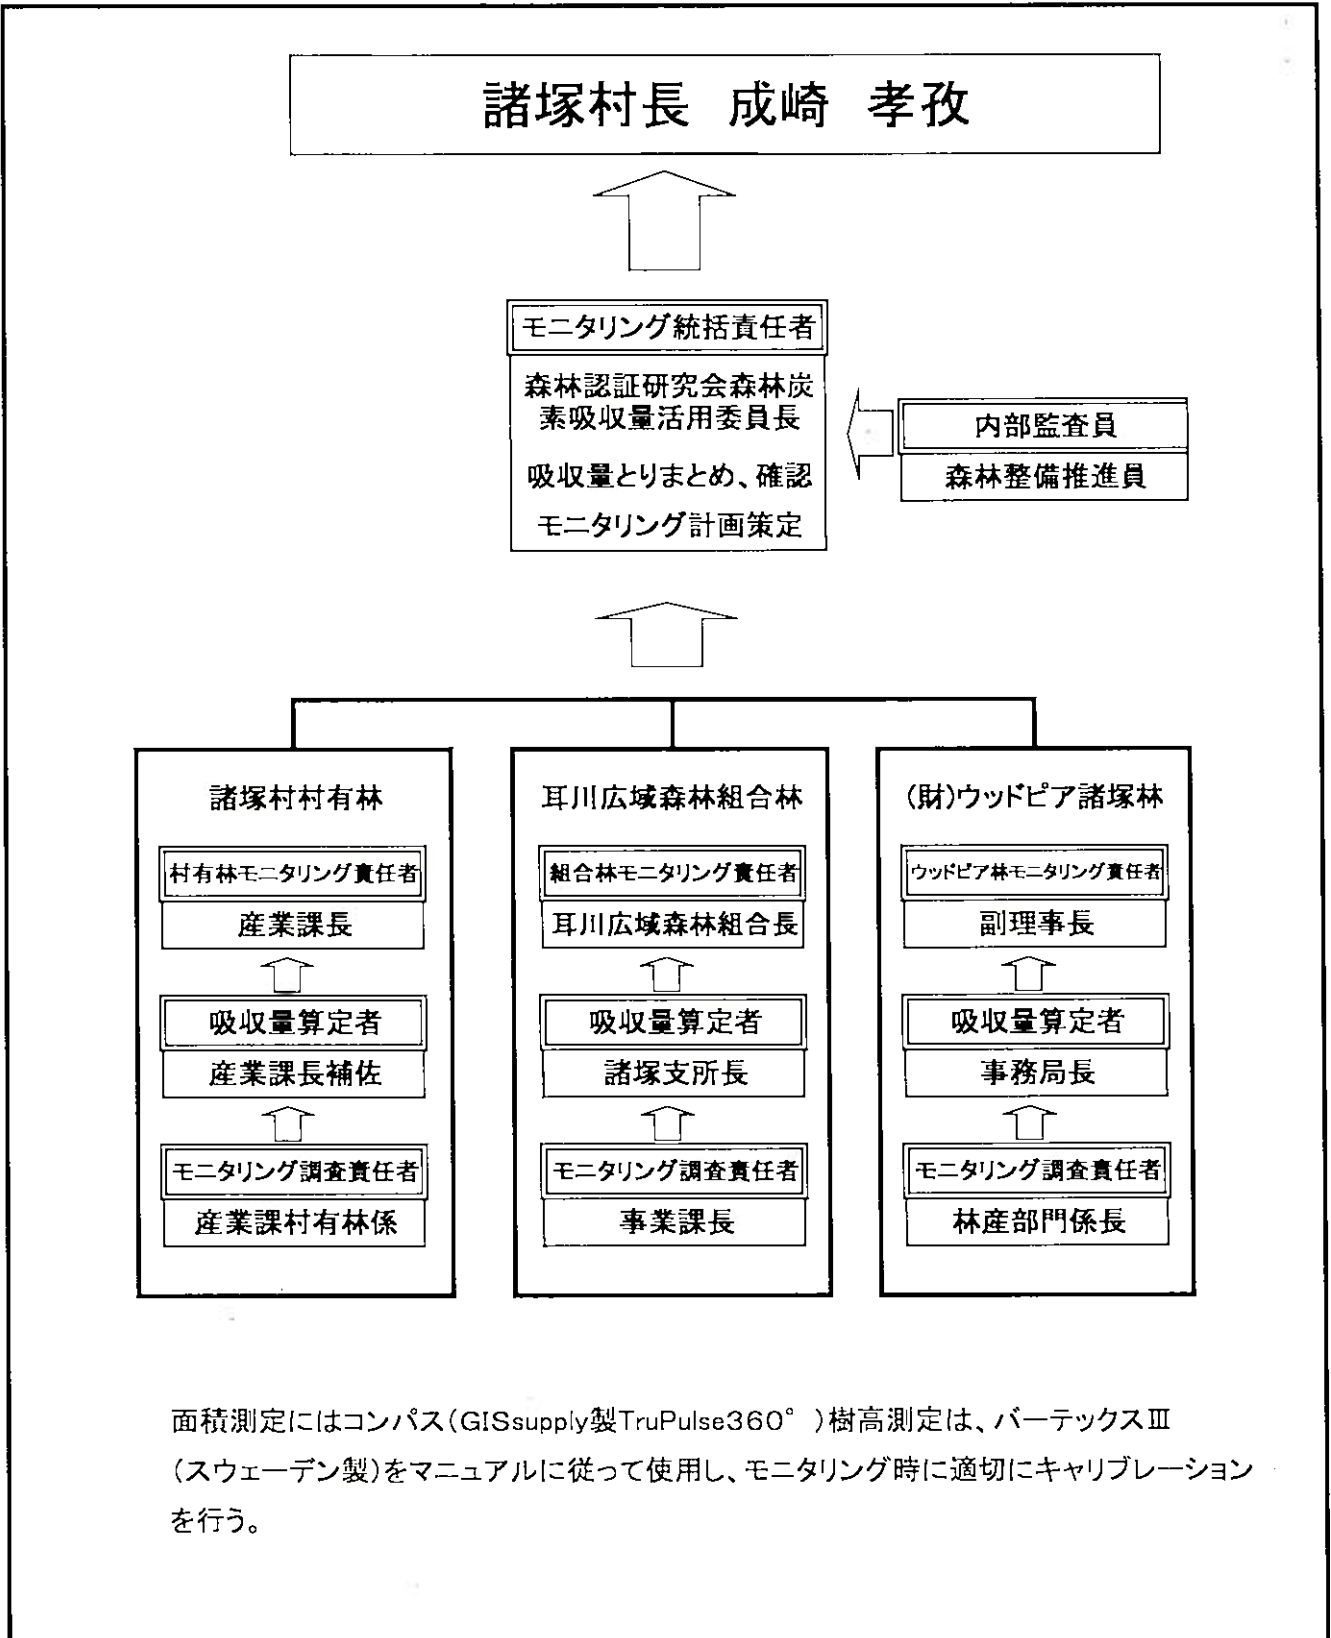 諸塚村長 成崎 孝孜
モニタリング統括責任者
森林認証研究会森林炭
素吸収量活用委員長
吸収量とりまとめ、確認
モニタリング計画策定
内部監査員
森林整備推進員
諸塚村村有林
村有林モニタリング責任者
産業課長
吸収量算定者
産業課長補佐
モニタリング調査責任者
産業課村有林係
耳川広域森林組合林
組合林モニタリング責任者
耳川広域森林組合長
吸収量算定者
諸塚支所長
モニタリング調査責任者
事業課長
(財)ウッドピア諸塚林
ウッドピア林モニタリング責任者
副理事長
吸収量算定者
事務局長
モニタリング調査責任者
林産部門係長
面積測定にはコンパス(GISsupply製TruPulse360°)樹高測定は、バーテックスⅢ
(スウェーデン製)をマニュアルに従って使用し、モニタリング時に適切にキャリブレーション
を行う。